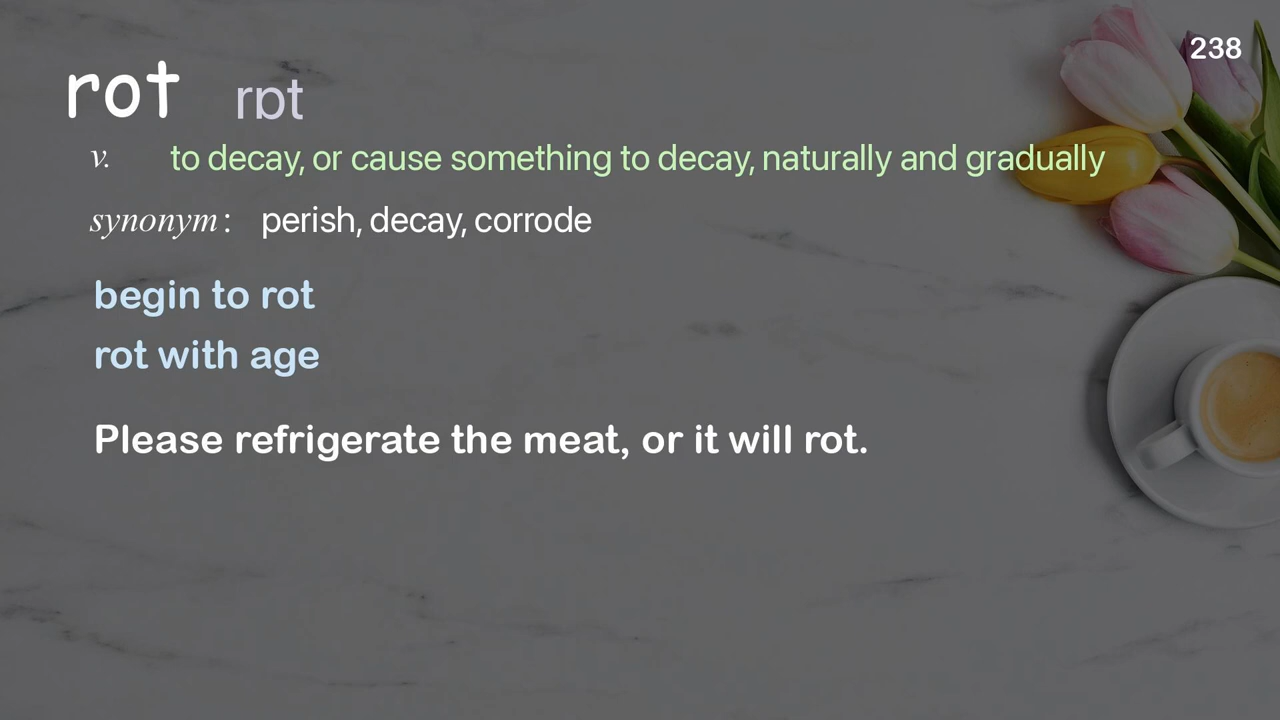 238
rot rɒt
v. to decay, or cause something to decay, naturally and gradually
synonym: perish, decay, corrode
begin to rot
rot with age
Please refrigerate the meat, or it will rot.